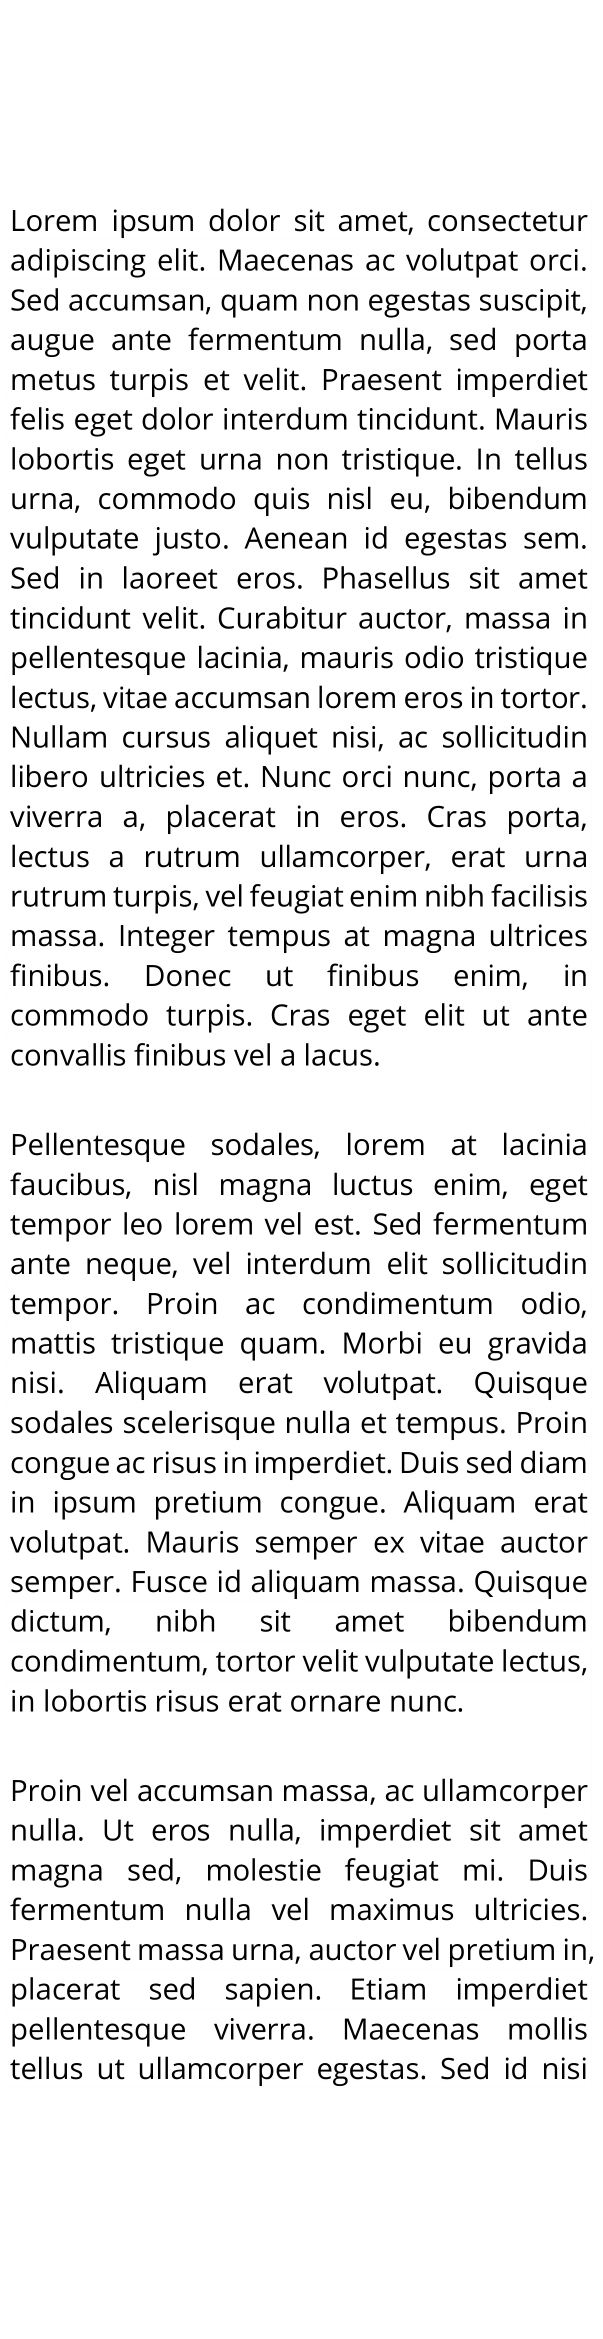 Lorem ipsum dolor sit amet, consectetur
adipiscing elit. Maecenas ac volutpat orci.
Sed accumsan, quam non egestas suscipit,
augue ante fermentum nulla, sed porta
metus turpis et velit. Praesent imperdiet
felis eget dolor interdum tincidunt. Mauris
lobortis eget urna non tristique. In tellus
urna, commodo quis nisl eu, bibendum
vulputate justo. Aenean id egestas sem.
Sed in laoreet eros. Phasellus sit amet
tincidunt velit. Curabitur auctor, massa in
pellentesque lacinia, mauris odio tristique
lectus, vitae accumsan lorem eros in tortor.
Nullam cursus aliquet nisi, ac sollicitudin
libero ultricies et. Nunc orci nunc, porta a
viverra a, placerat in eros. Cras porta,
lectus a rutrum ullamcorper, erat urna
rutrum turpis, vel feugiat enim nibh facilisis
massa. Integer tempus at magna ultrices
finibus. Donec ut finibus enim, in
commodo turpis. Cras eget elit ut ante
convallis finibus vel a lacus.

Pellentesque sodales, lorem at lacinia
faucibus, nisl magna luctus enim, eget
tempor leo lorem vel est. Sed fermentum
ante neque, vel interdum elit sollicitudin
tempor. Proin ac condimentum odio,
mattis tristique quam. Morbi eu gravida
nisi. Aliquam erat volutpat. Quisque
sodales scelerisque nulla et tempus. Proin
congue ac risus in imperdiet. Duis sed diam
in ipsum pretium congue. Aliquam erat
volutpat. Mauris semper ex vitae auctor
semper. Fusce id aliquam massa. Quisque
dictum, nibh sit amet bibendum
condimentum, tortor velit vulputate lectus,
in lobortis risus erat ornare nunc.

Proin vel accumsan massa, ac ullamcorper
nulla. Ut eros nulla, imperdiet sit amet
magna sed, molestie feugiat mi. Duis
fermentum nulla vel maximus ultricies.
Praesent massa urna, auctor vel pretium in,
placerat sed sapien. Etiam imperdiet
pellentesque viverra. Maecenas mollis
tellus ut ullamcorper egestas. Sed id nisi